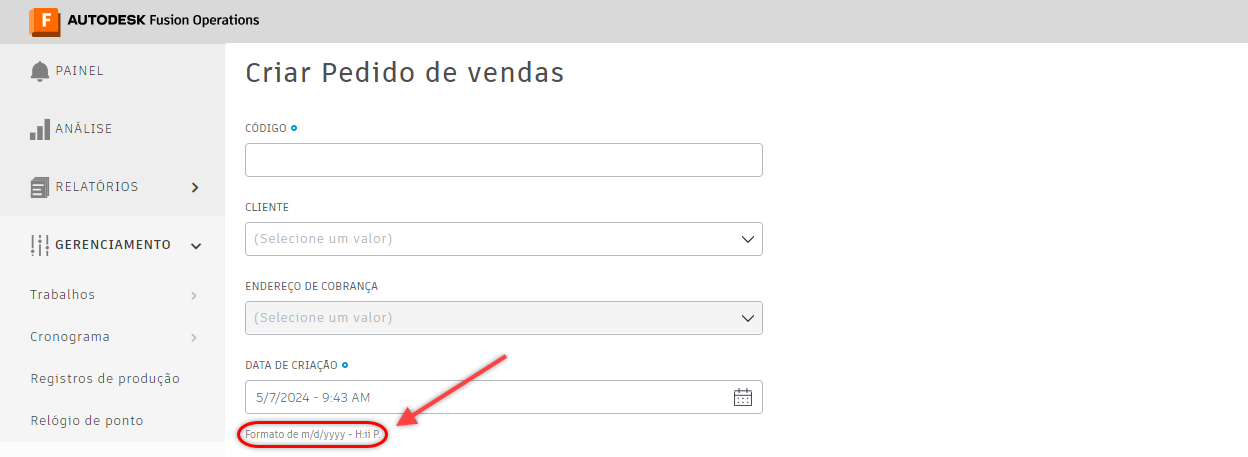 F AUTODESK Fusion Operations
PAINEL
ANÁLISE
RELATÓRIOS
GERENCIAMENTO
Trabalhos
Cronograma
Registros de produção
Relógio de ponto
Criar Pedido de vendas
CÓDIGO
CLIENTE
(Selecione um valor)
ENDEREÇO DE COBRANÇA
(Selecione um valor)
DATA DE CRIAÇÃO
5/7/2024 - 9:43 AM
Formato de m/d/yyyy - H:ii P.